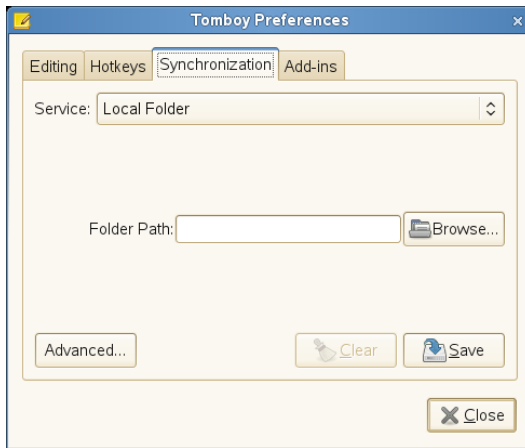 Tomboy Preferences
Editing Hotkeys Synchronization Add-ins
Service: Local Folder
Folder Path: Browse...
Advanced... Clear Save
Close